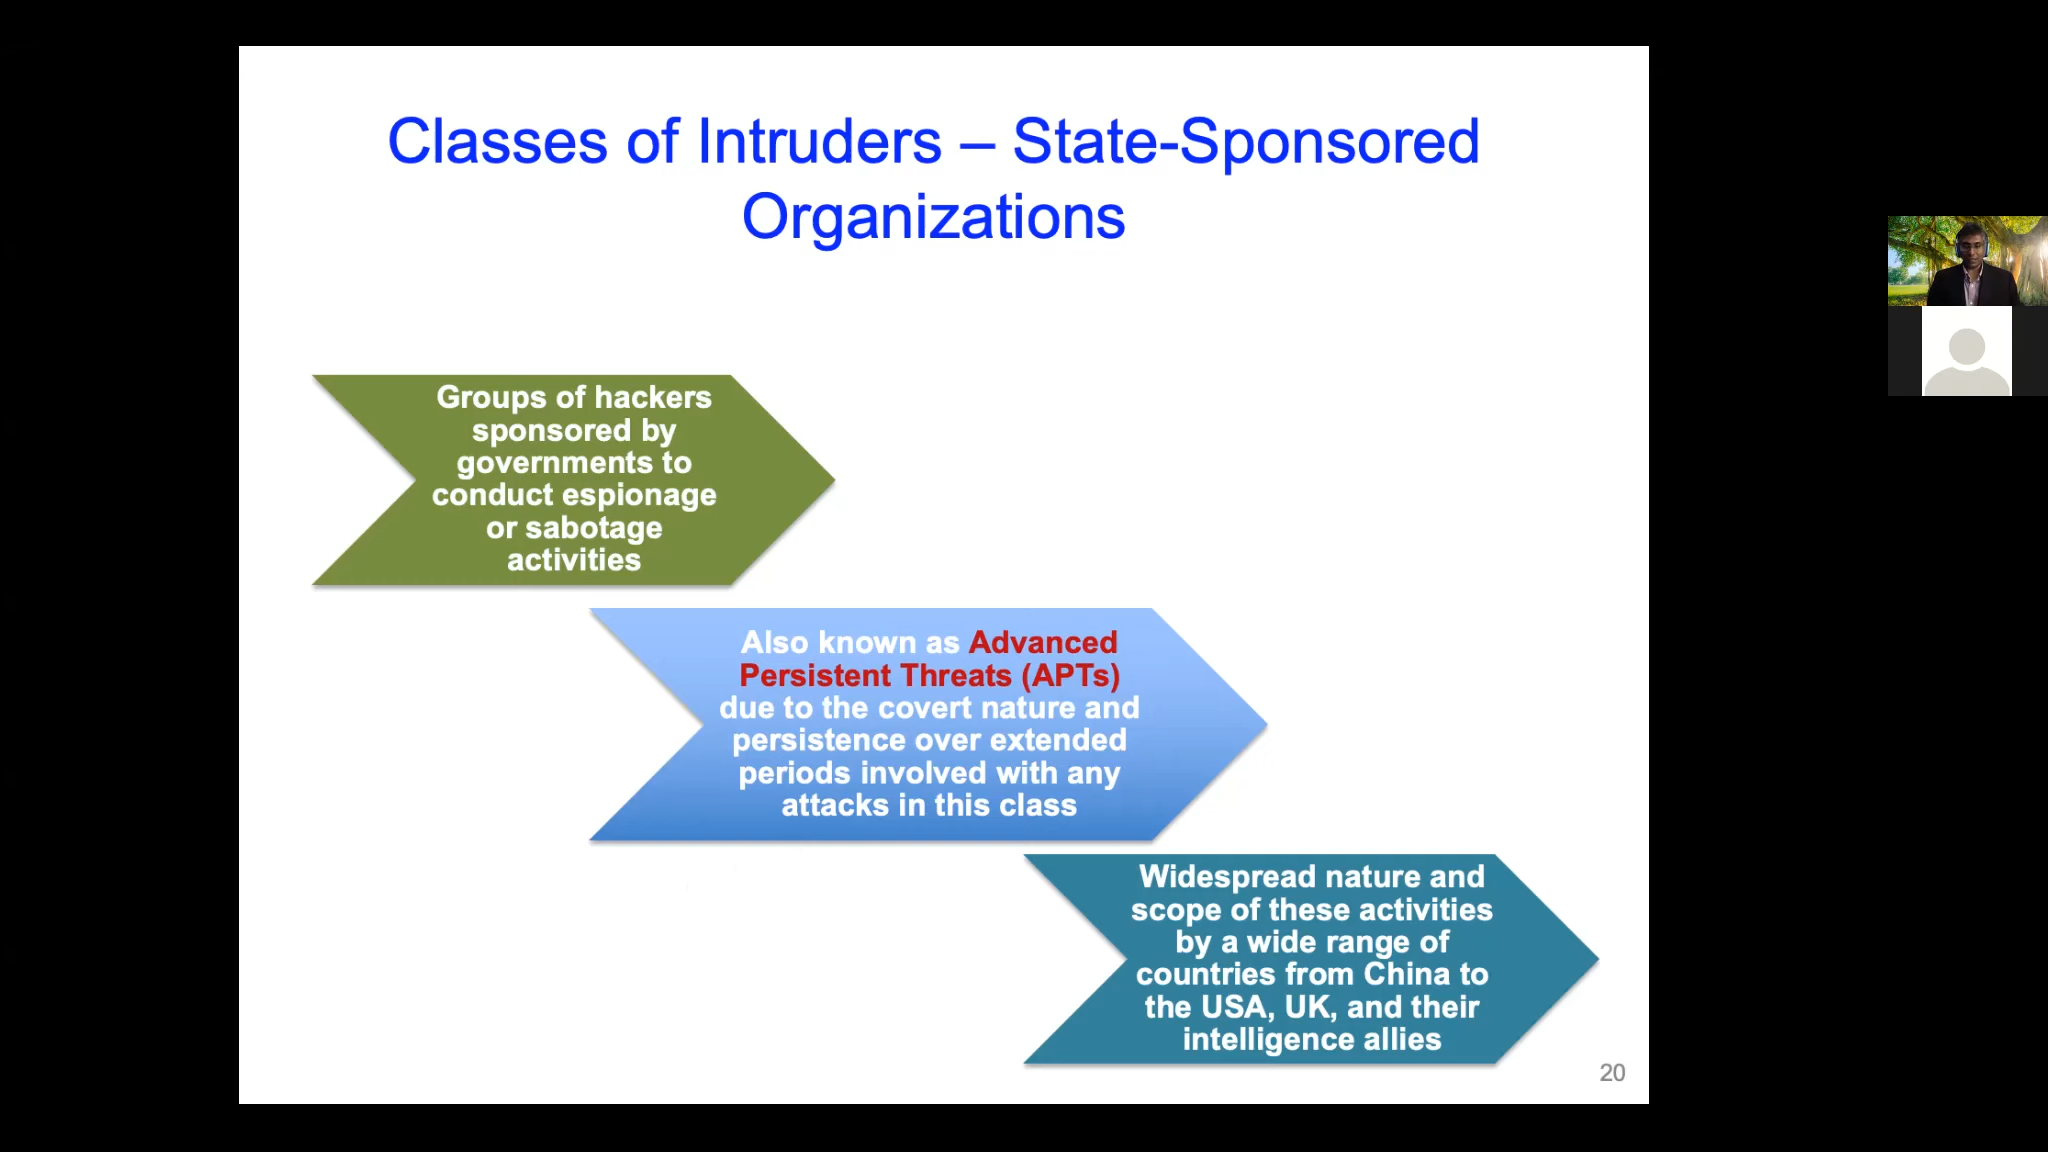 Classes of Intruders – State-Sponsored
Organizations
Groups of hackers
sponsored by
governments to
conduct espionage
or sabotage
activities
Also known as Advanced
Persistent Threats (APTs)
due to the covert nature and
persistence over extended
periods involved with any
attacks in this class
Widespread nature and
scope of these activities
by a wide range of
countries from China to
the USA, UK, and their
intelligence allies
20